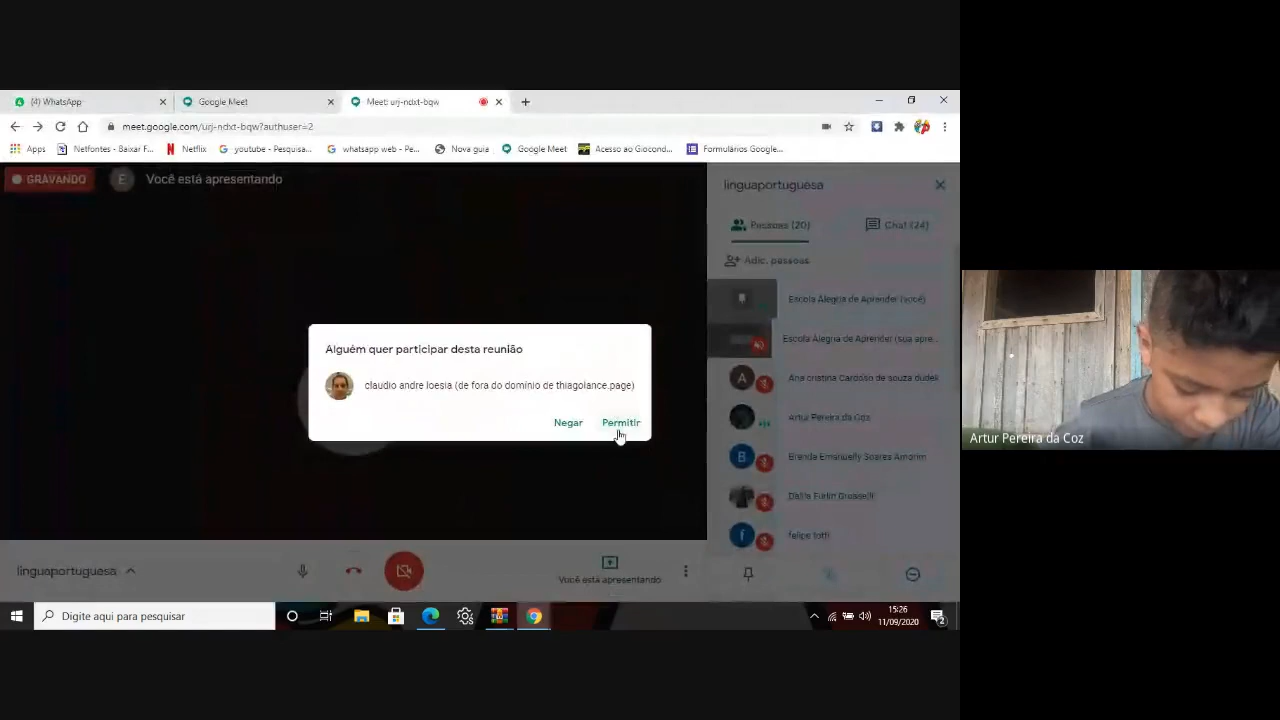 (4) WhatsApp
Google Meet
Meet: urj-ndxt-bqw
meet.google.com/urj-ndxt-bqw?authuser=2
Apps
Netfontes - Baixar F...
Netflix
youtube - Pesquisa...
whatsapp web - Pe...
Nova guia
Google Meet
Acesso ao Giocond...
Formulários Google...
GRAVANDO
E
Você está apresentando
linguaportuguesa
Pessoas (20)
Chat (24)
Adic. pessoas
Escola Alegria de Aprender (você)
Escola Alegria de Aprender (sua apre...
A
Ana cristina Cardoso de souza dudek
Artur Pereira da Coz
B
Brenda Emanuelly Soares Amorim
f
felipe totti
Alguém quer participar desta reunião
claudio andre loesia (de fora do domínio de thiagolance.page)
Negar
Permitir
linguaportuguesa
Você está apresentando
Artur Pereira da Coz
Digite aqui para pesquisar
15:26
11/09/2020
2